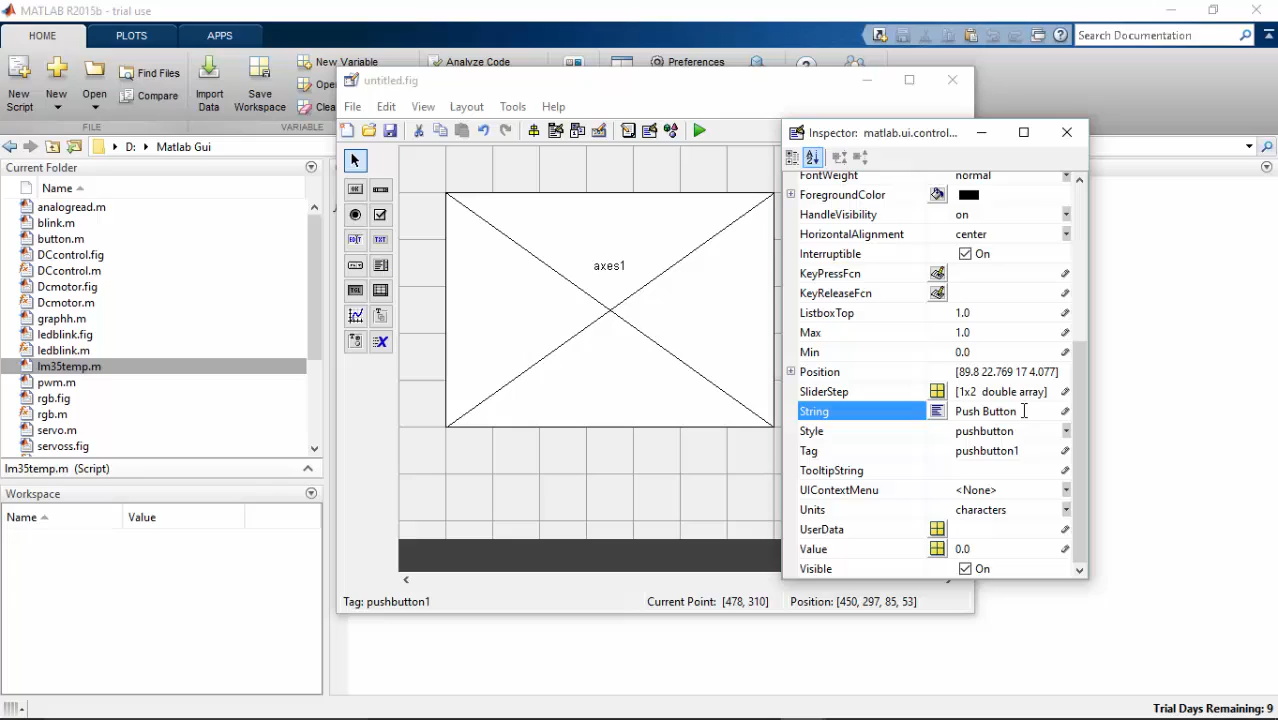 MATLAB R2015b - trial use
HOME
PLOTS
APPS
Search Documentation
New Script
New
Open
Find Files
Compare
Import Data
Save Workspace
New Variable
Analyze Code
Preferences
FILE
VARIABLE
D:
Matlab Gui
Current Folder
Name
analogread.m
blink.m
button.m
DCcontrol.fig
DCcontrol.m
Dcmotor.fig
Dcmotor.m
graphh.m
ledblink.fig
ledblink.m
lm35temp.m
pwm.m
rgb.fig
rgb.m
servo.m
servoss.fig
lm35temp.m (Script)
Workspace
Name
Value
untitled.fig
File Edit View Layout Tools Help
axes1
Tag: pushbutton1
Current Point: [478, 310]
Position: [450, 297, 85, 53]
Inspector: matlab.ui.control...
FontWeight normal
ForegroundColor
HandleVisibility on
HorizontalAlignment center
Interruptible On
KeyPressFcn
KeyReleaseFcn
ListboxTop 1.0
Max 1.0
Min 0.0
Position [89.8 22.769 17 4.077]
SliderStep [1x2 double array]
String Push Button
Style pushbutton
Tag pushbutton1
TooltipString
UIContextMenu <None>
Units characters
UserData
Value 0.0
Visible On
Trial Days Remaining: 9